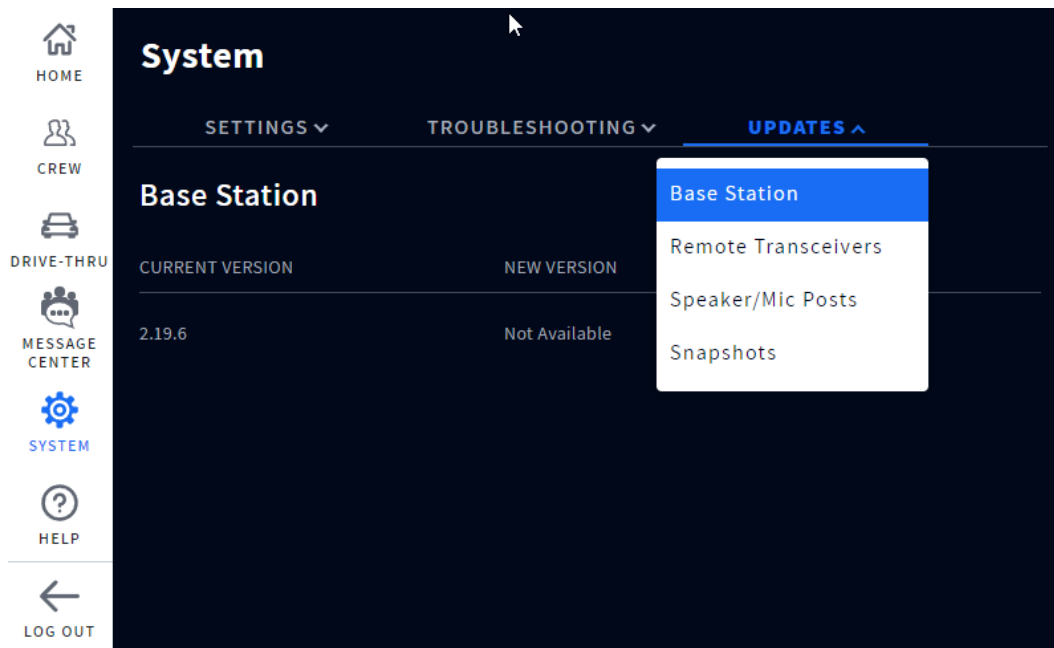 HOME
CREW
DRIVE-THRU
MESSAGE
CENTER
SYSTEM
HELP
LOG OUT
System
SETTINGS TROUBLESHOOTING UPDATES
Base Station
CURRENT VERSION NEW VERSION
2.19.6 Not Available
Base Station
Remote Transceivers
Speaker/Mic Posts
Snapshots